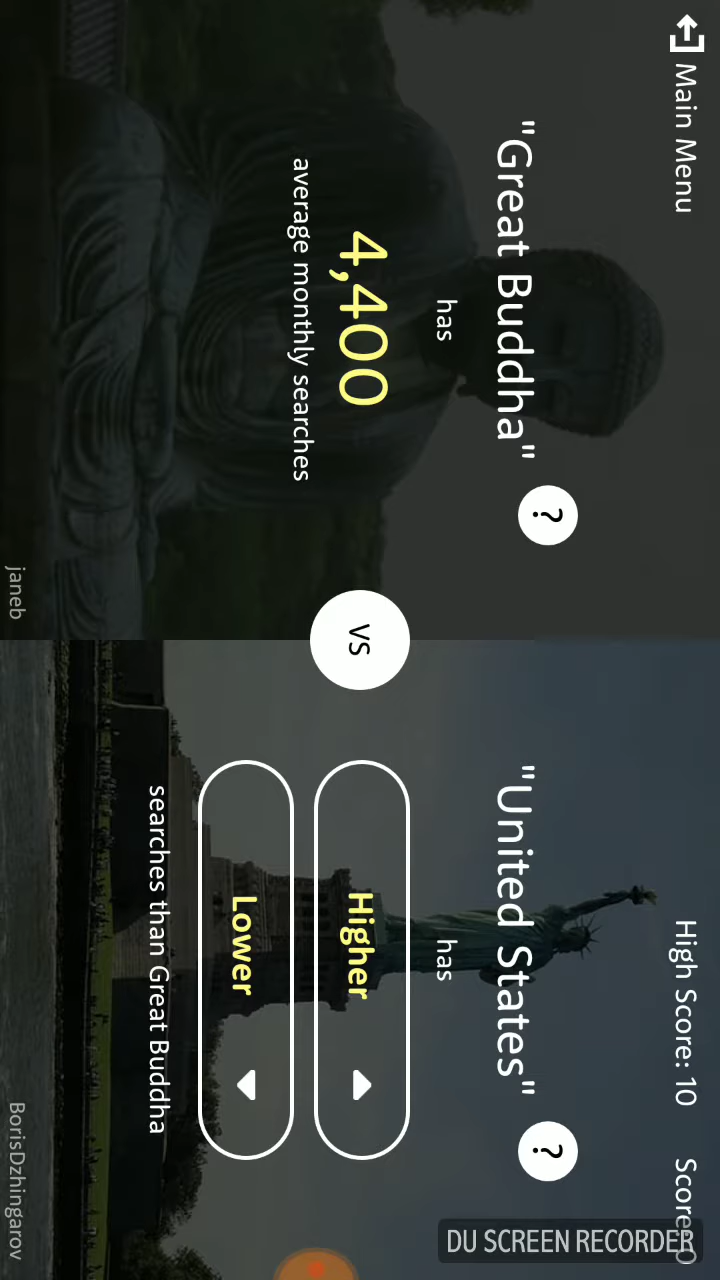 Main Menu
High Score: 10
Score: 0
"Great Buddha"
?
has
4,400
average monthly searches
janeb
VS
"United States"
?
has
Higher
Lower
searches than Great Buddha
BorisDzhingarov
DU SCREEN RECORDER